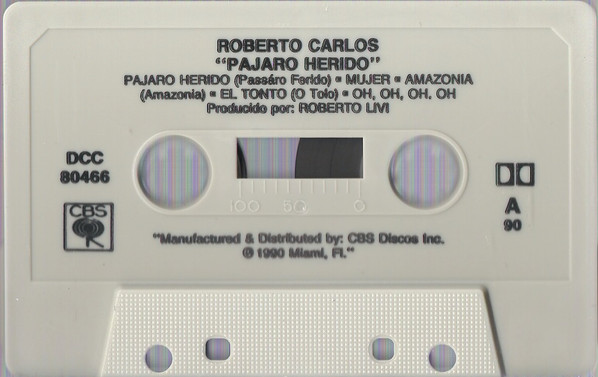 ROBERTO CARLOS
"PAJARO HERIDO"
PAJARO HERIDO (Passáro Ferido) ▪ MUJER ▪ AMAZONIA
(Amazonia) ▪ EL TONTO (O Tolo) ▪ OH, OH, OH, OH
Producido por: ROBERTO LIVI
DCC
80466
CBS
100 50 0
A
90
"Manufactured & Distributed by: CBS Discos Inc.
© 1990 Miami, Fl."